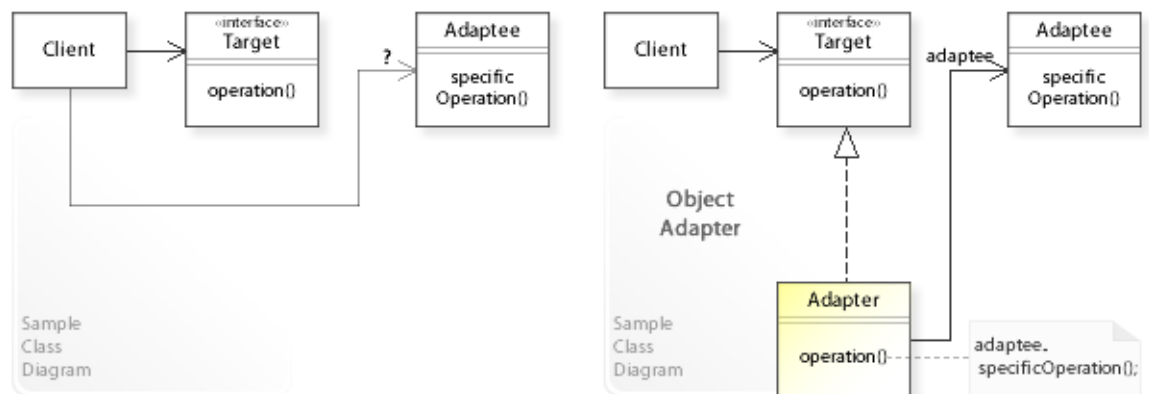 Client
«interface»
Target
operation()
?
Adaptee
specific
Operation()
Sample
Class
Diagram
Client
«interface»
Target
operation()
adaptee
Adaptee
specific
Operation()
Object
Adapter
Adapter
operation()
adaptee.
specificOperation();
Sample
Class
Diagram